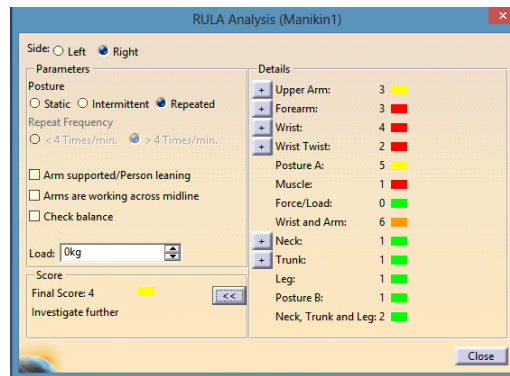 RULA Analysis (Manikin1)
Side: Left Right
Parameters
Posture
Static Intermittent Repeated
Repeat Frequency
< 4 Times/min. > 4 Times/min.
Arm supported/Person leaning
Arms are working across midline
Check balance
Load: 0kg
Score
Final Score: 4
<<
Investigate further
Details
+ Upper Arm: 3
+ Forearm: 3
+ Wrist: 4
+ Wrist Twist: 2
Posture A: 5
Muscle: 1
Force/Load: 0
Wrist and Arm: 6
+ Neck: 1
+ Trunk: 1
Leg: 1
Posture B: 1
Neck, Trunk and Leg: 2
Close